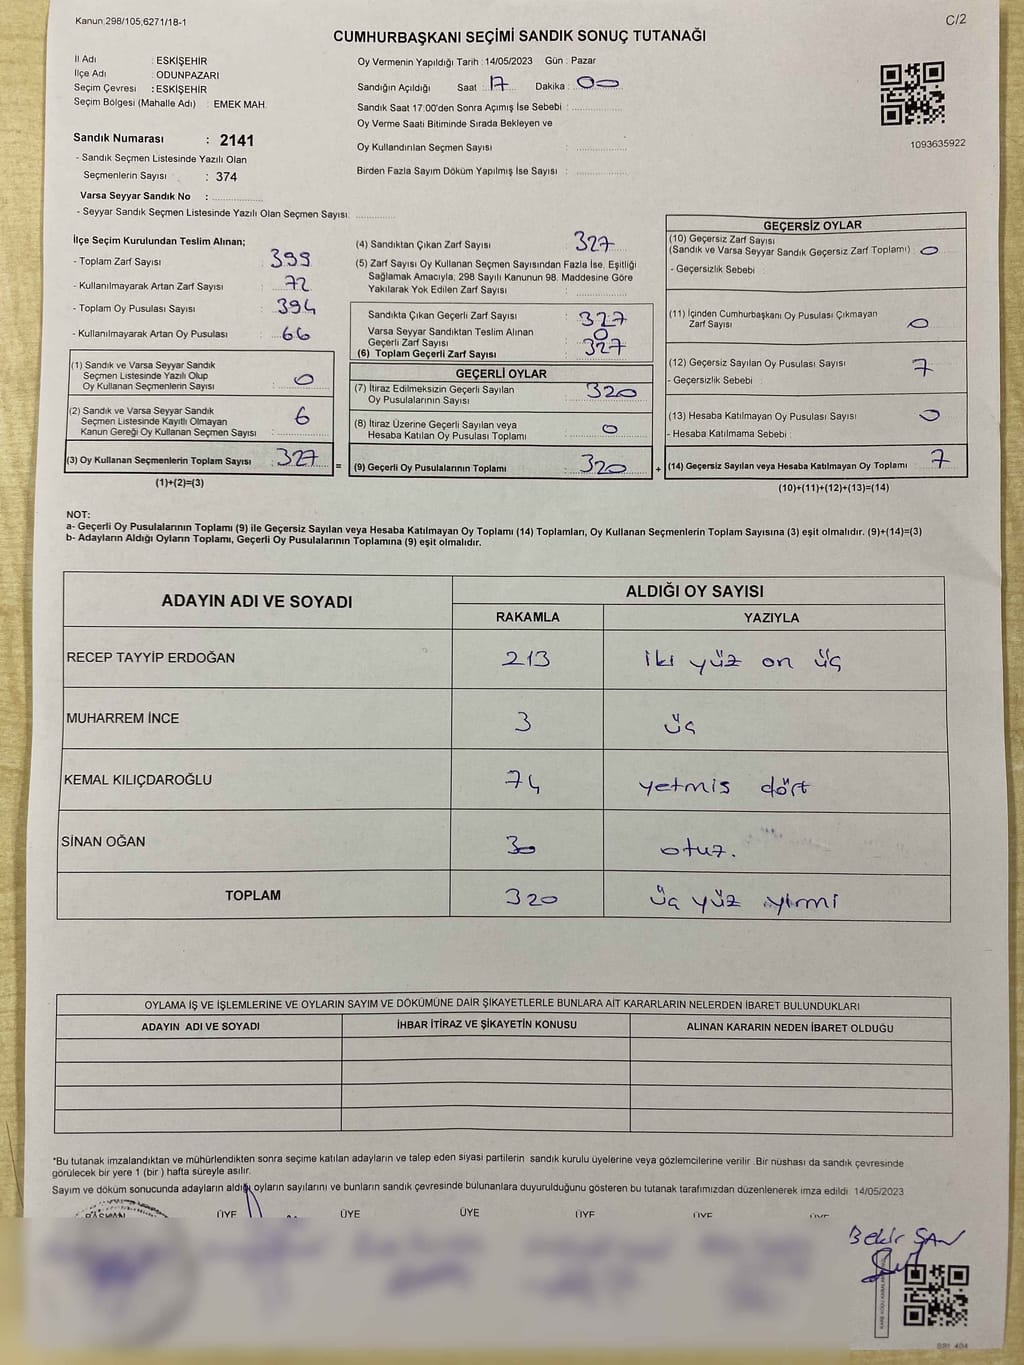 Kanun 298/105,6271/18-1
C/2
CUMHURBAŞKANI SEÇİMİ SANDIK SONUÇ TUTANAĞI
İl Adı : ESKİŞEHİR
İlçe Adı : ODUNPAZARI
Seçim Çevresi : ESKİŞEHİR
Seçim Bölgesi (Mahalle Adı) : EMEK MAH.
Sandık Numarası : 2141
- Sandık Seçmen Listesinde Yazılı Olan
Seçmenlerin Sayısı : 374
Varsa Seyyar Sandık No :
- Seyyar Sandık Seçmen Listesinde Yazılı Olan Seçmen Sayısı.
Oy Vermenin Yapıldığı Tarih : 14/05/2023 Gün : Pazar
Sandığın Açıldığı Saat : 17 Dakika : 00
Sandık Saat 17:00'den Sonra Açımış İse Sebebi :
Oy Verme Saati Bitiminde Sırada Bekleyen ve
Oy Kullandırılan Seçmen Sayısı :
Birden Fazla Sayım Döküm Yapılmış İse Sayısı :
1093635922
İlçe Seçim Kurulundan Teslim Alınan;
- Toplam Zarf Sayısı : 399
- Kullanılmayarak Artan Zarf Sayısı : 72
- Toplam Oy Pusulası Sayısı : 394
- Kullanılmayarak Artan Oy Pusulası : 66
(1) Sandık ve Varsa Seyyar Sandık
Seçmen Listesinde Yazılı Olup
Oy Kullanan Seçmenlerin Sayısı : 0
(2) Sandık ve Varsa Seyyar Sandık
Seçmen Listesinde Kayıtlı Olmayan
Kanun Gereği Oy Kullanan Seçmen Sayısı : 6
(3) Oy Kullanan Seçmenlerin Toplam Sayısı : 327
(1)+(2)=(3)
(4) Sandıktan Çıkan Zarf Sayısı 327
(5) Zarf Sayısı Oy Kullanan Seçmen Sayısından Fazla İse, Eşitliği
Sağlamak Amacıyla, 298 Sayılı Kanunun 98. Maddesine Göre
Yakılarak Yok Edilen Zarf Sayısı :
Sandıkta Çıkan Geçerli Zarf Sayısı : 327
Varsa Seyyar Sandıktan Teslim Alınan
Geçerli Zarf Sayısı : 0
(6) Toplam Geçerli Zarf Sayısı 327
GEÇERLİ OYLAR
(7) İtiraz Edilmeksizin Geçerli Sayılan
Oy Pusulalarının Sayısı : 320
(8) İtiraz Üzerine Geçerli Sayılan veya
Hesaba Katılan Oy Pusulası Toplamı : 0
= (9) Geçerli Oy Pusulalarının Toplamı : 320 +
GEÇERSİZ OYLAR
(10) Geçersiz Zarf Sayısı
(Sandık ve Varsa Seyyar Sandık Geçersiz Zarf Toplamı) : 0
- Geçersizlik Sebebi :
(11) İçinden Cumhurbaşkanı Oy Pusulası Çıkmayan
Zarf Sayısı : 0
(12) Geçersiz Sayılan Oy Pusulası Sayısı : 7
- Geçersizlik Sebebi :
(13) Hesaba Katılmayan Oy Pusulası Sayısı : 0
- Hesaba Katılmama Sebebi :
(14) Geçersiz Sayılan veya Hesaba Katılmayan Oy Toplamı : 7
(10)+(11)+(12)+(13)=(14)
NOT:
a- Geçerli Oy Pusulalarının Toplamı (9) ile Geçersiz Sayılan veya Hesaba Katılmayan Oy Toplamı (14) Toplamları, Oy Kullanan Seçmenlerin Toplam Sayısına (3) eşit olmalıdır. (9)+(14)=(3)
b- Adayların Aldığı Oyların Toplamı, Geçerli Oy Pusulalarının Toplamına (9) eşit olmalıdır.
ADAYIN ADI VE SOYADI
ALDIĞI OY SAYISI
RAKAMLA YAZIYLA
RECEP TAYYİP ERDOĞAN 213 iki yüz on üç
MUHARREM İNCE 3 üç
KEMAL KILIÇDAROĞLU 74 yetmis dört
SİNAN OĞAN 30 otuz.
TOPLAM 320 üç yüz yirmi
OYLAMA İŞ VE İŞLEMLERİNE VE OYLARIN SAYIM VE DÖKÜMÜNE DAİR ŞİKAYETLERLE BUNLARA AİT KARARLARIN NELERDEN İBARET BULUNDUKLARI
ADAYIN ADI VE SOYADI İHBAR İTİRAZ VE ŞİKAYETİN KONUSU ALINAN KARARIN NEDEN İBARET OLDUĞU
*Bu tutanak imzalandıktan ve mühürlendikten sonra seçime katılan adayların ve talep eden siyasi partilerin sandık kurulu üyelerine veya gözlemcilerine verilir. Bir nüshası da sandık çevresinde
görülecek bir yere 1 (bir ) hafta süreyle asılır.
Sayım ve döküm sonucunda adayların aldığı oyların sayılarını ve bunların sandık çevresinde bulunanlara duyurulduğunu gösteren bu tutanak tarafımızdan düzenlenerek imza edildi. 14/05/2023
BAŞKAN ÜYE ÜYE ÜYE ÜYE ÜYE ÜYE
Bekir ŞAN